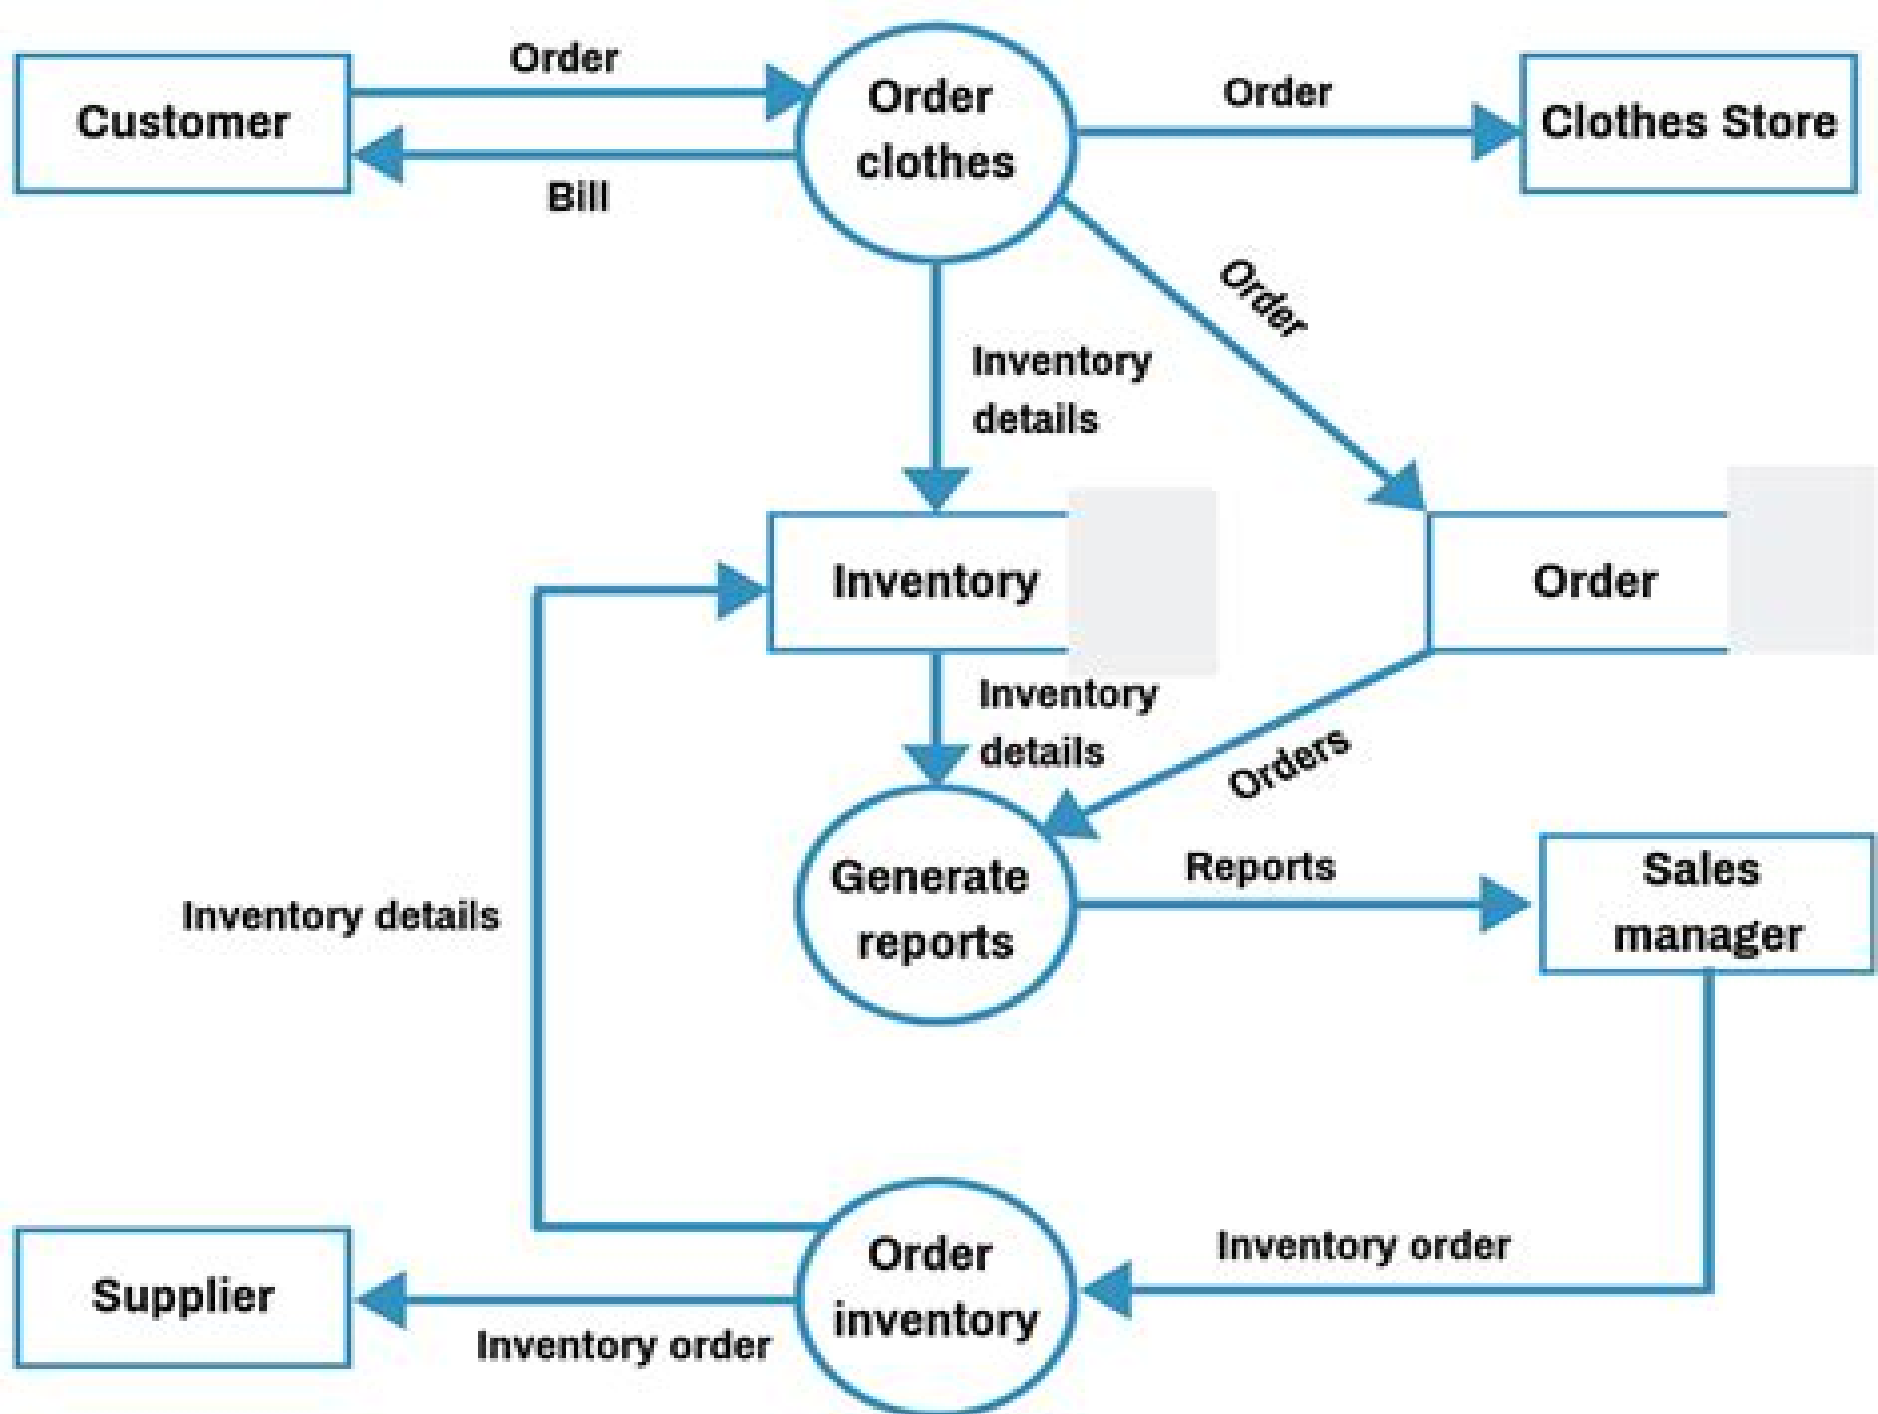 Order
Customer
Bill
Order
clothes
Order
Clothes Store
Order
Inventory
details
Inventory
Order
Inventory
details
Orders
Generate
reports
Reports
Sales
manager
Inventory details
Supplier
Inventory order
Order
inventory
Inventory order